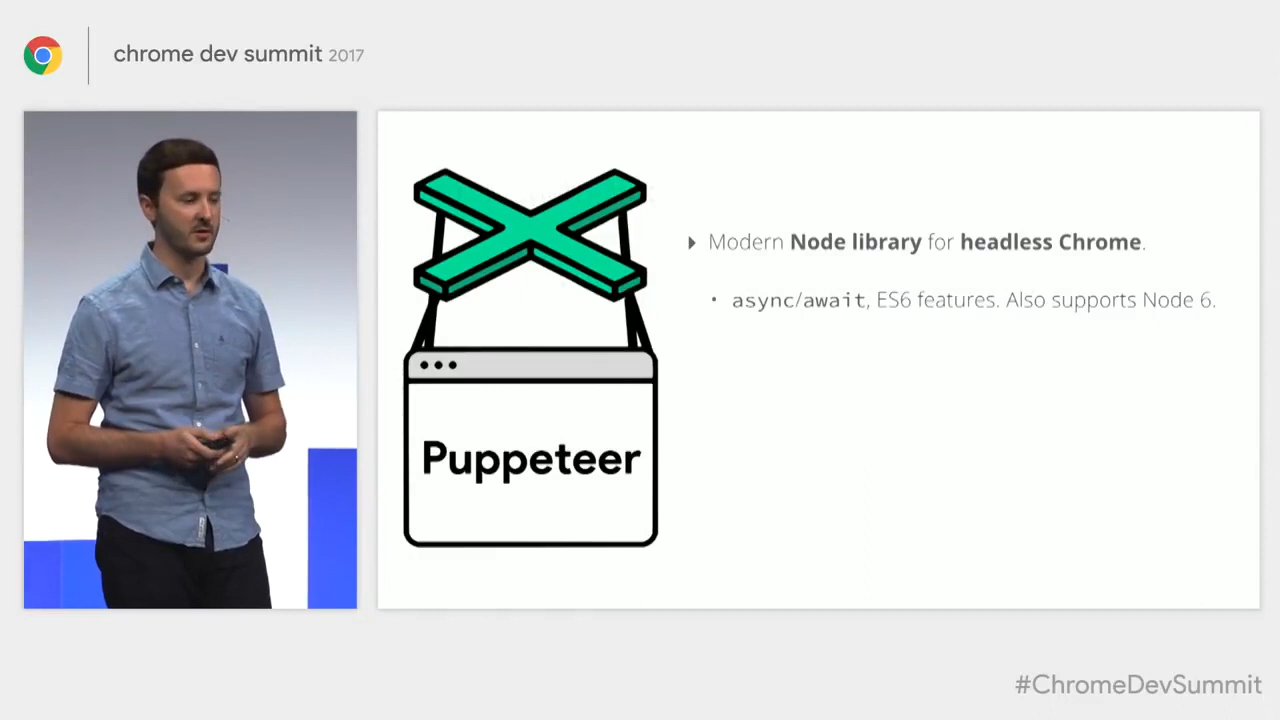 chrome dev summit 2017
Modern Node library for headless Chrome.
async/await, ES6 features. Also supports Node 6.
Puppeteer
#ChromeDevSummit